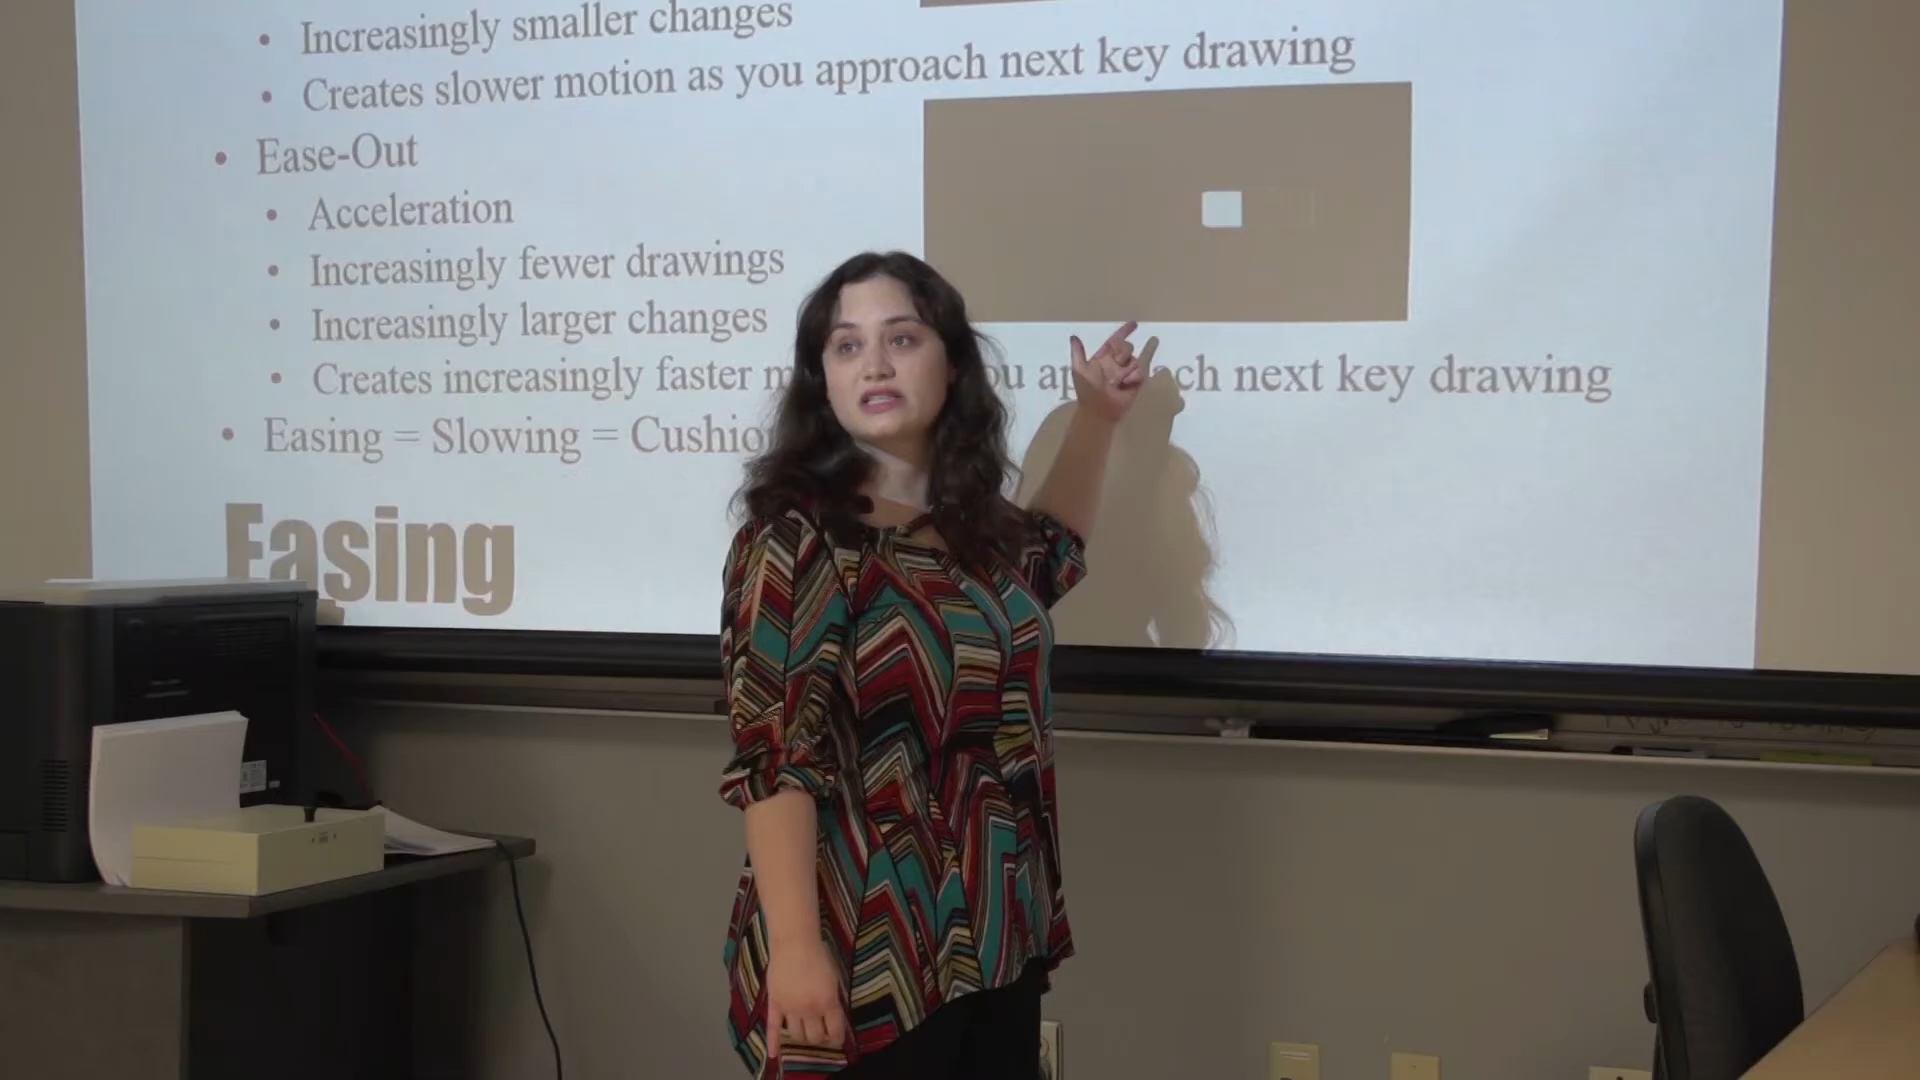 Increasingly smaller changes
Creates slower motion as you approach next key drawing
Ease-Out
Acceleration
Increasingly fewer drawings
Increasingly larger changes
Creates increasingly faster next key drawing
Easing = Slowing =
Easing